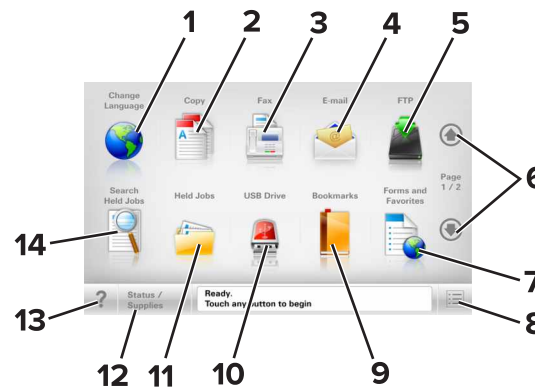 1 2 3 4 5
Change
Language
Copy
Fax
E-mail
FTP
A
@
6
Page
1 / 2
Search
Held Jobs
Held Jobs
USB Drive
Bookmarks
Forms and
Favorites
14
7
13
?
Status /
Supplies
Ready.
Touch any button to begin
8
12 11 10 9